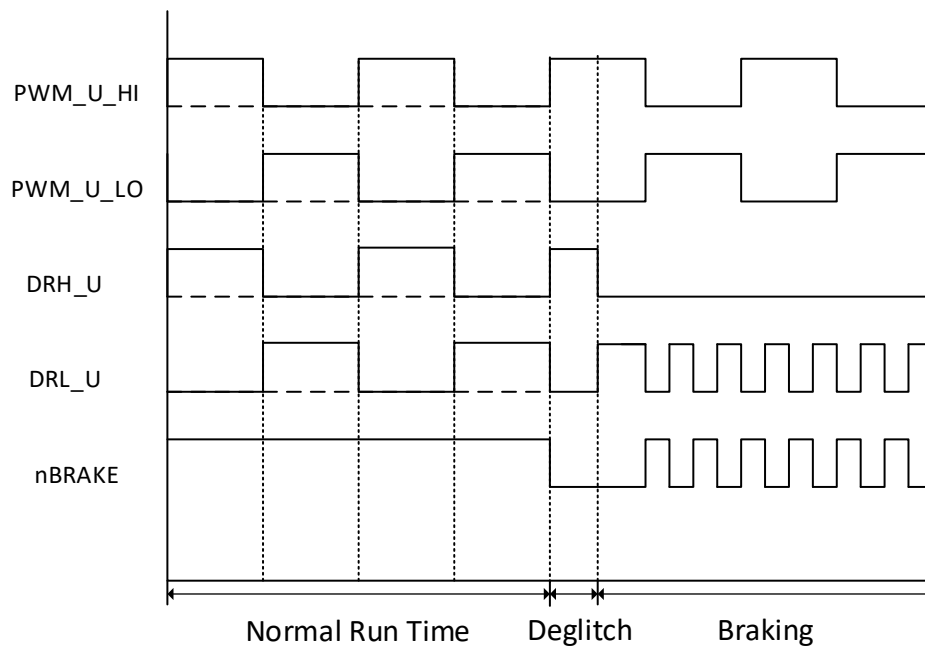 PWM_U_HI
PWM_U_LO
DRH_U
DRL_U
nBRAKE
Normal Run Time Deglitch Braking